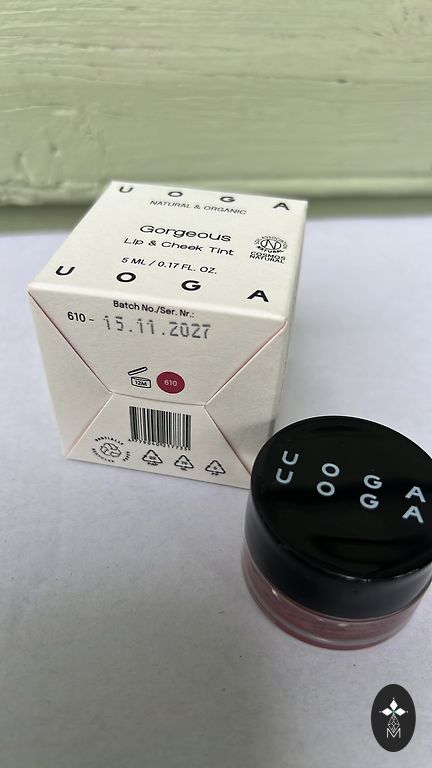 U O G A
NATURAL & ORGANIC
Gorgeous
Lip & Cheek Tint
COSMOS
NATURAL
5 ML / 0.17 FL. OZ.
U O G A
Batch No./Ser. Nr.:
610 - 15.11.2027
12M
610
U O G A
U O G A
M